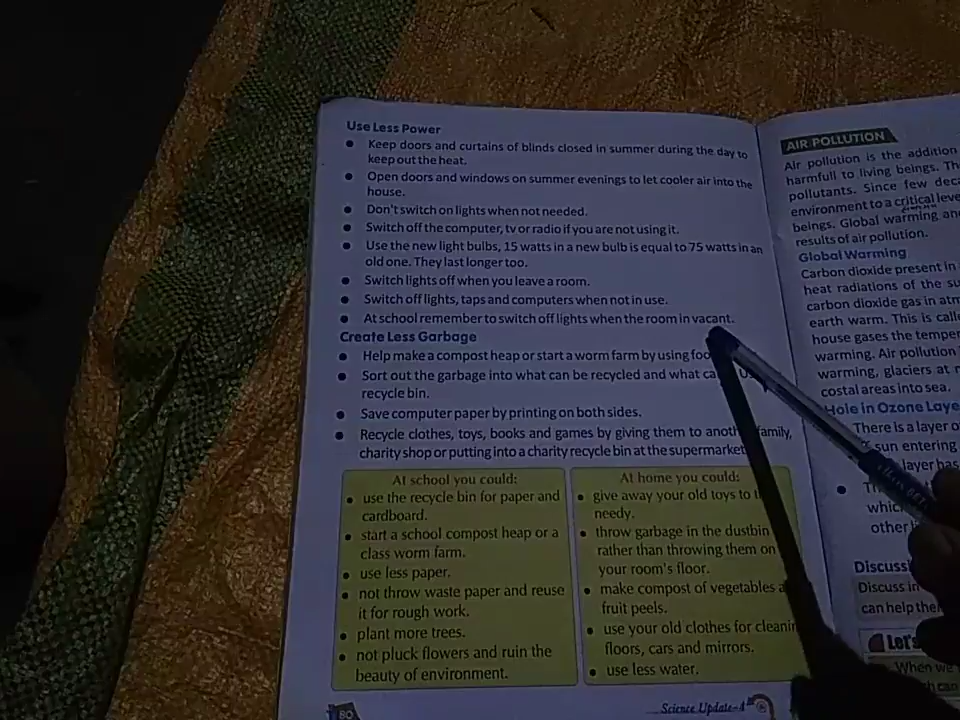 Use Less Power
● Keep doors and curtains of blinds closed in summer during the day to
keep out the heat.
● Open doors and windows on summer evenings to let cooler air into the
house.
● Don't switch on lights when not needed.
● Switch off the computer, tv or radio if you are not using it.
● Use the new light bulbs, 15 watts in a new bulb is equal to 75 watts in an
old one. They last longer too.
● Switch lights off when you leave a room.
● Switch off lights, taps and computers when not in use.
● At school remember to switch off lights when the room in vacant.
Create Less Garbage
● Help make a compost heap or start a worm farm by using
● Sort out the garbage into what can be recycled and what
recycle bin.
● Save computer paper by printing on both sides.
● Recycle clothes, toys, books and games by giving them to family,
charity shop or putting into a charity recycle bin at the supermarket
At school you could:
● use the recycle bin for paper and
cardboard.
● start a school compost heap or a
class worm farm.
● use less paper.
● not throw waste paper and reuse
it for rough work.
● plant more trees.
● not pluck flowers and ruin the
beauty of environment.
At home you could:
● give away your old toys to
needy.
● throw garbage in the dustbin
rather than throwing them on
your room's floor.
● make compost of vegetables
fruit peels.
● use your old clothes for
floors, cars and mirrors.
● use less water.
80
Science Update-4
AIR POLLUTION
Air pollution is the addition
harmfull to living beings.
pollutants. Since few
environment to a critical
beings. Global warming
results of air pollution.
Global Warming
Carbon dioxide present in
heat radiations of the
carbon dioxide gas in
earth warm. This is
house gases the
warming. Air pollution
warming, glaciers at
costal areas into sea.
Hole in Ozone
There is a layer
sun entering
layer has
●
other
Discuss in
can help
Let's
When we
can